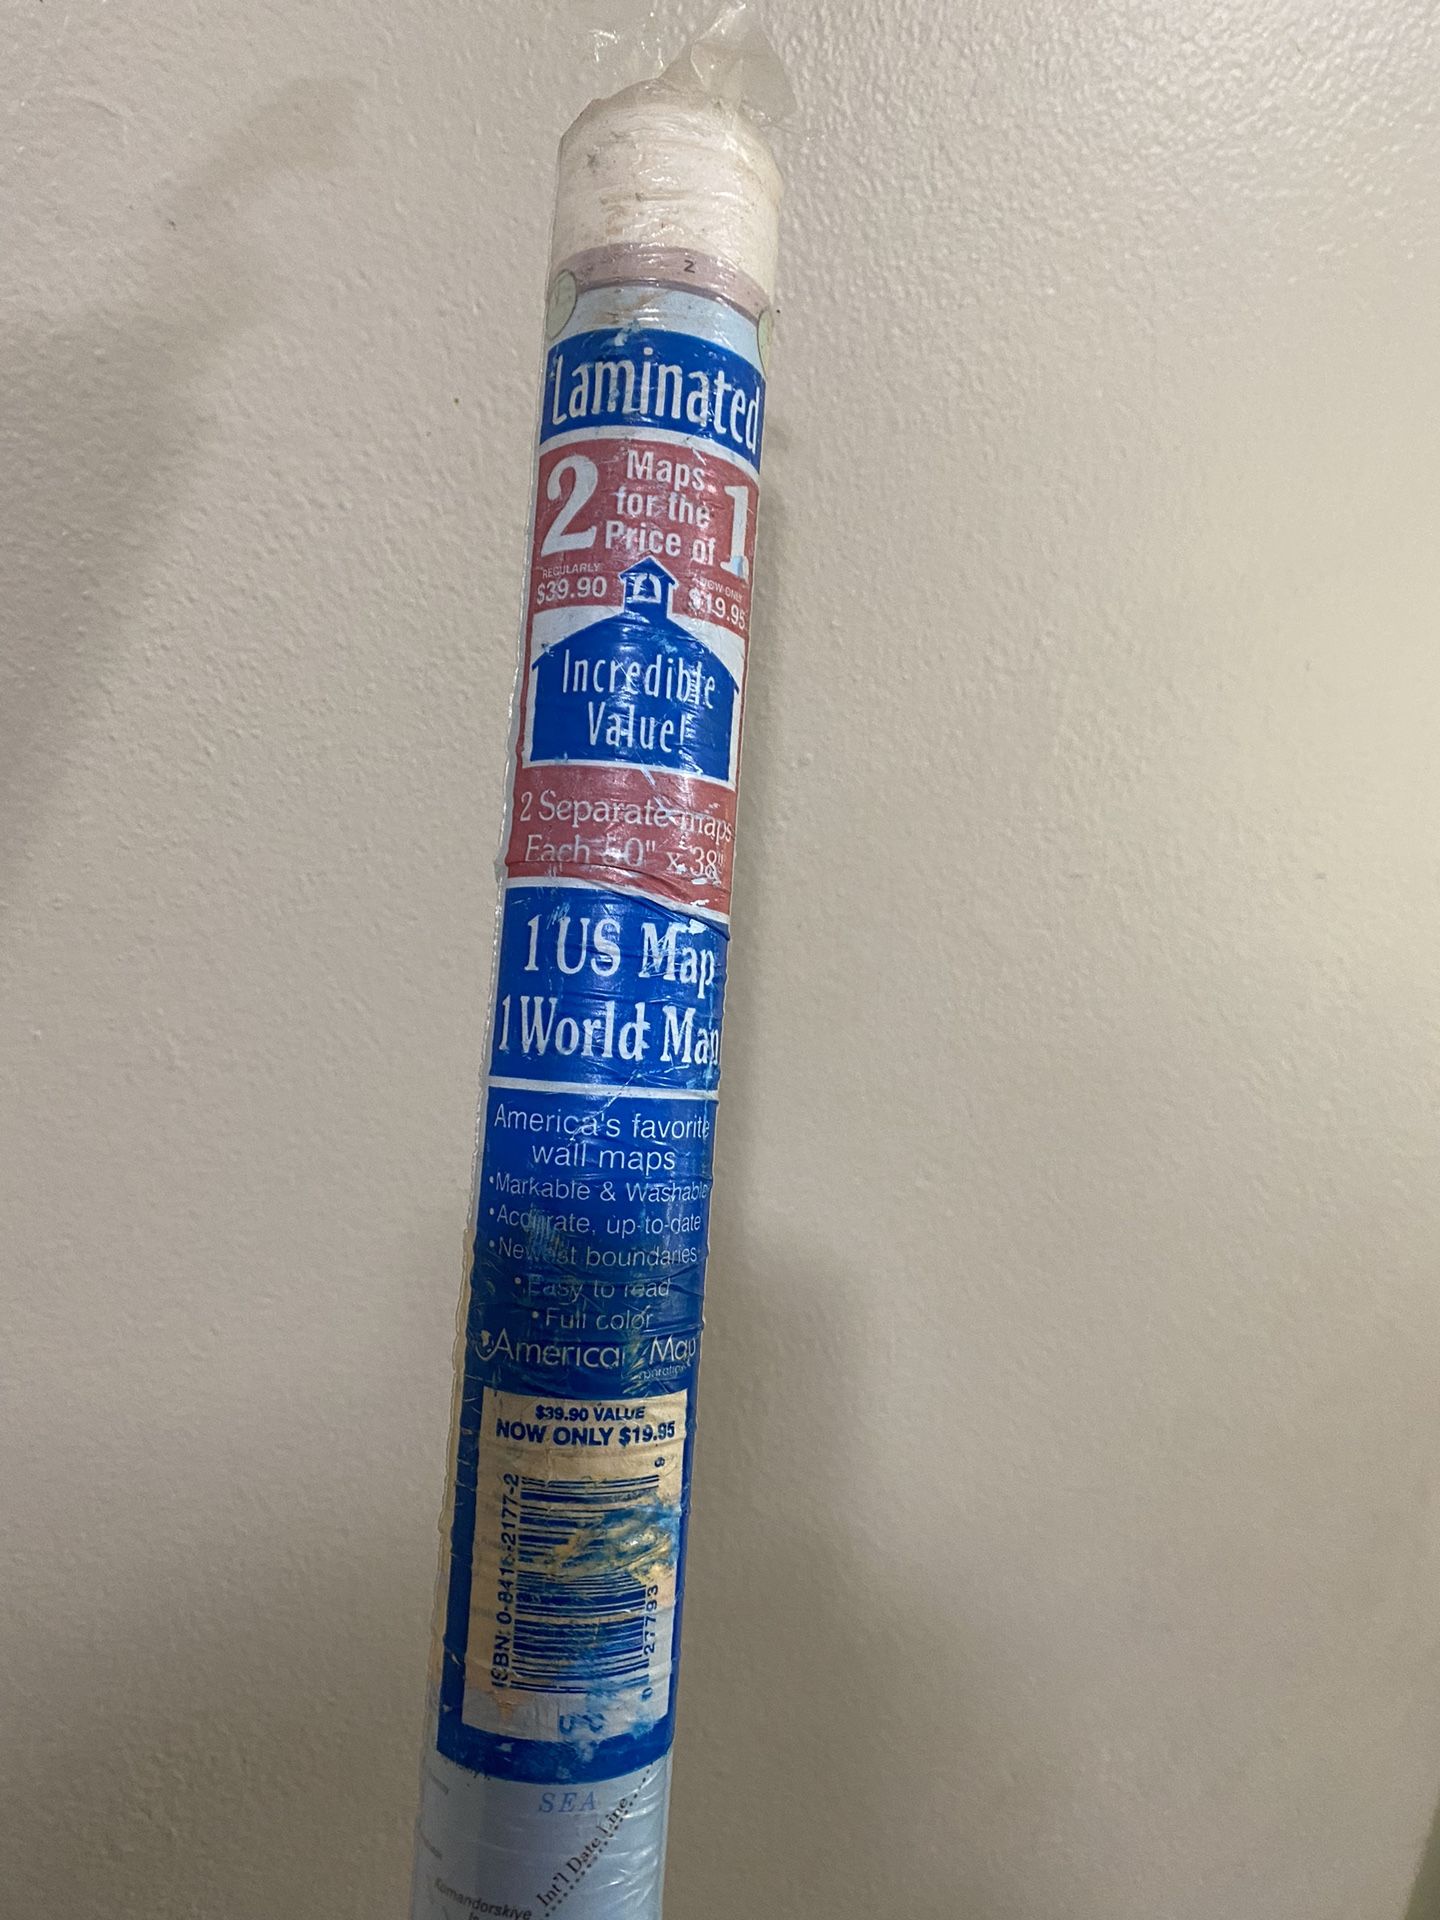 2
Laminated
2 Maps for the Price of 1
REGULARLY
$39.90
NOW ONLY
$19.95
Incredible
Value!
2 Separate maps
Each 50" x 38"
1 US Map
1 World Map
America's favorite
wall maps
•Markable & Washable
•Accurate, up-to-date
•Newest boundaries
•Easy to read
•Full color
American Map
$39.90 VALUE
NOW ONLY $19.95
9
0 27793
SEA
Int'l Date Line
Komandorskiye